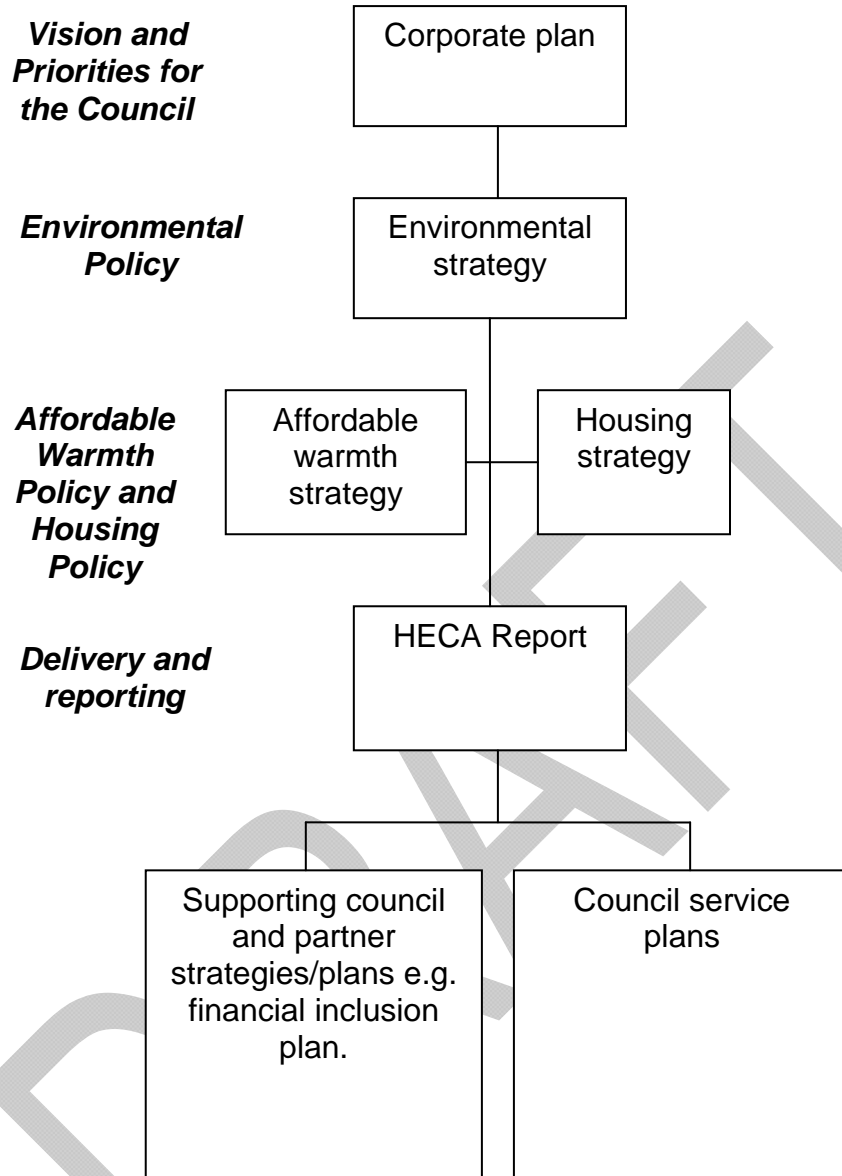 Vision and
Priorities for
the Council
Corporate plan
Environmental
Policy
Environmental
strategy
Affordable
Warmth
Policy and
Housing
Policy
Affordable
warmth
strategy
Housing
strategy
Delivery and
reporting
HECA Report
Supporting council
and partner
strategies/plans e.g.
financial inclusion
plan.
Council service
plans
DRAFT